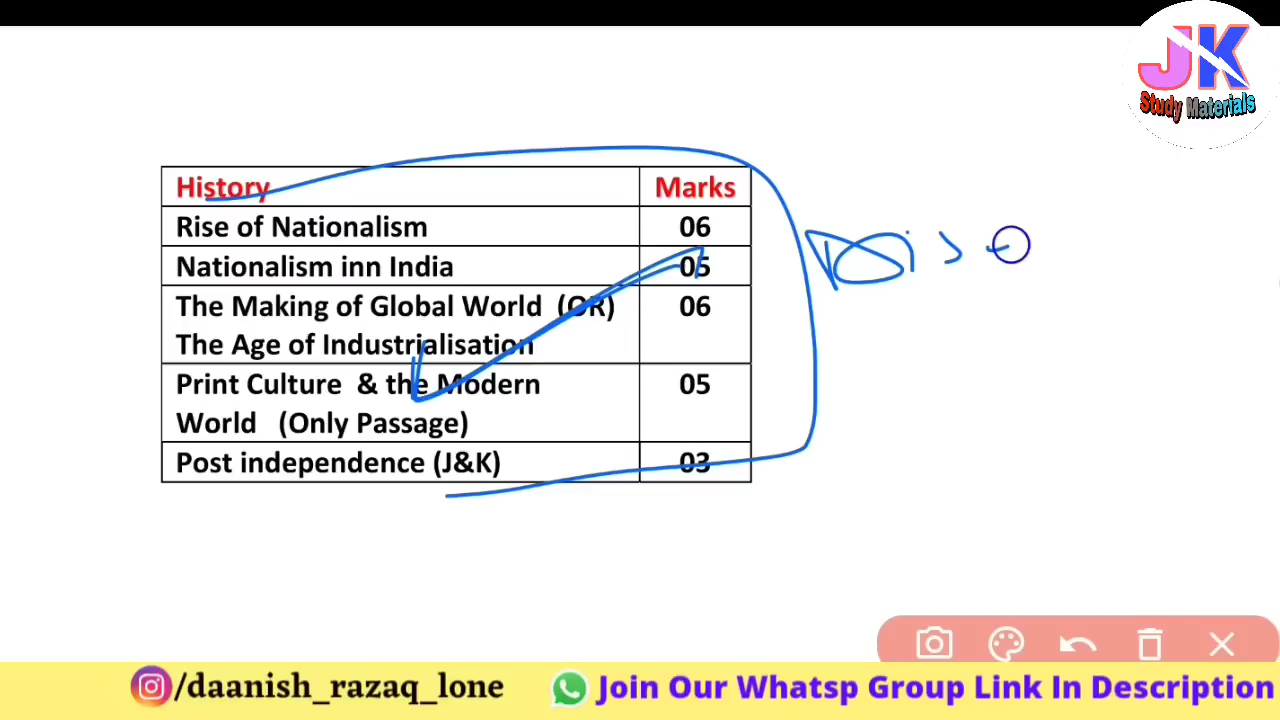 JK
Study Materials
History Marks
Rise of Nationalism 06
Nationalism inn India 05
The Making of Global World (OR) 06
The Age of Industrialisation
Print Culture & the Modern 05
World (Only Passage)
Post independence (J&K) 03
/daanish_razaq_lone Join Our Whatsp Group Link In Description